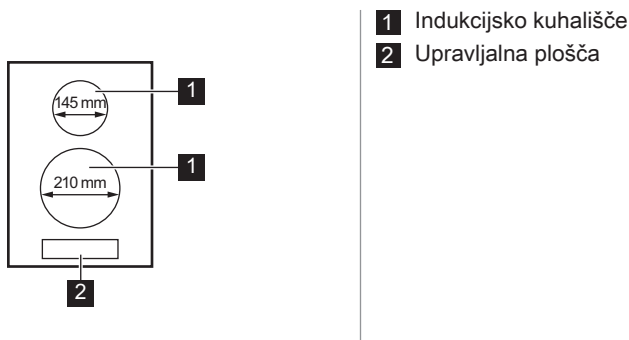 145 mm
1
210 mm
1
2
1 Indukcijsko kuhališče
2 Upravljalna plošča